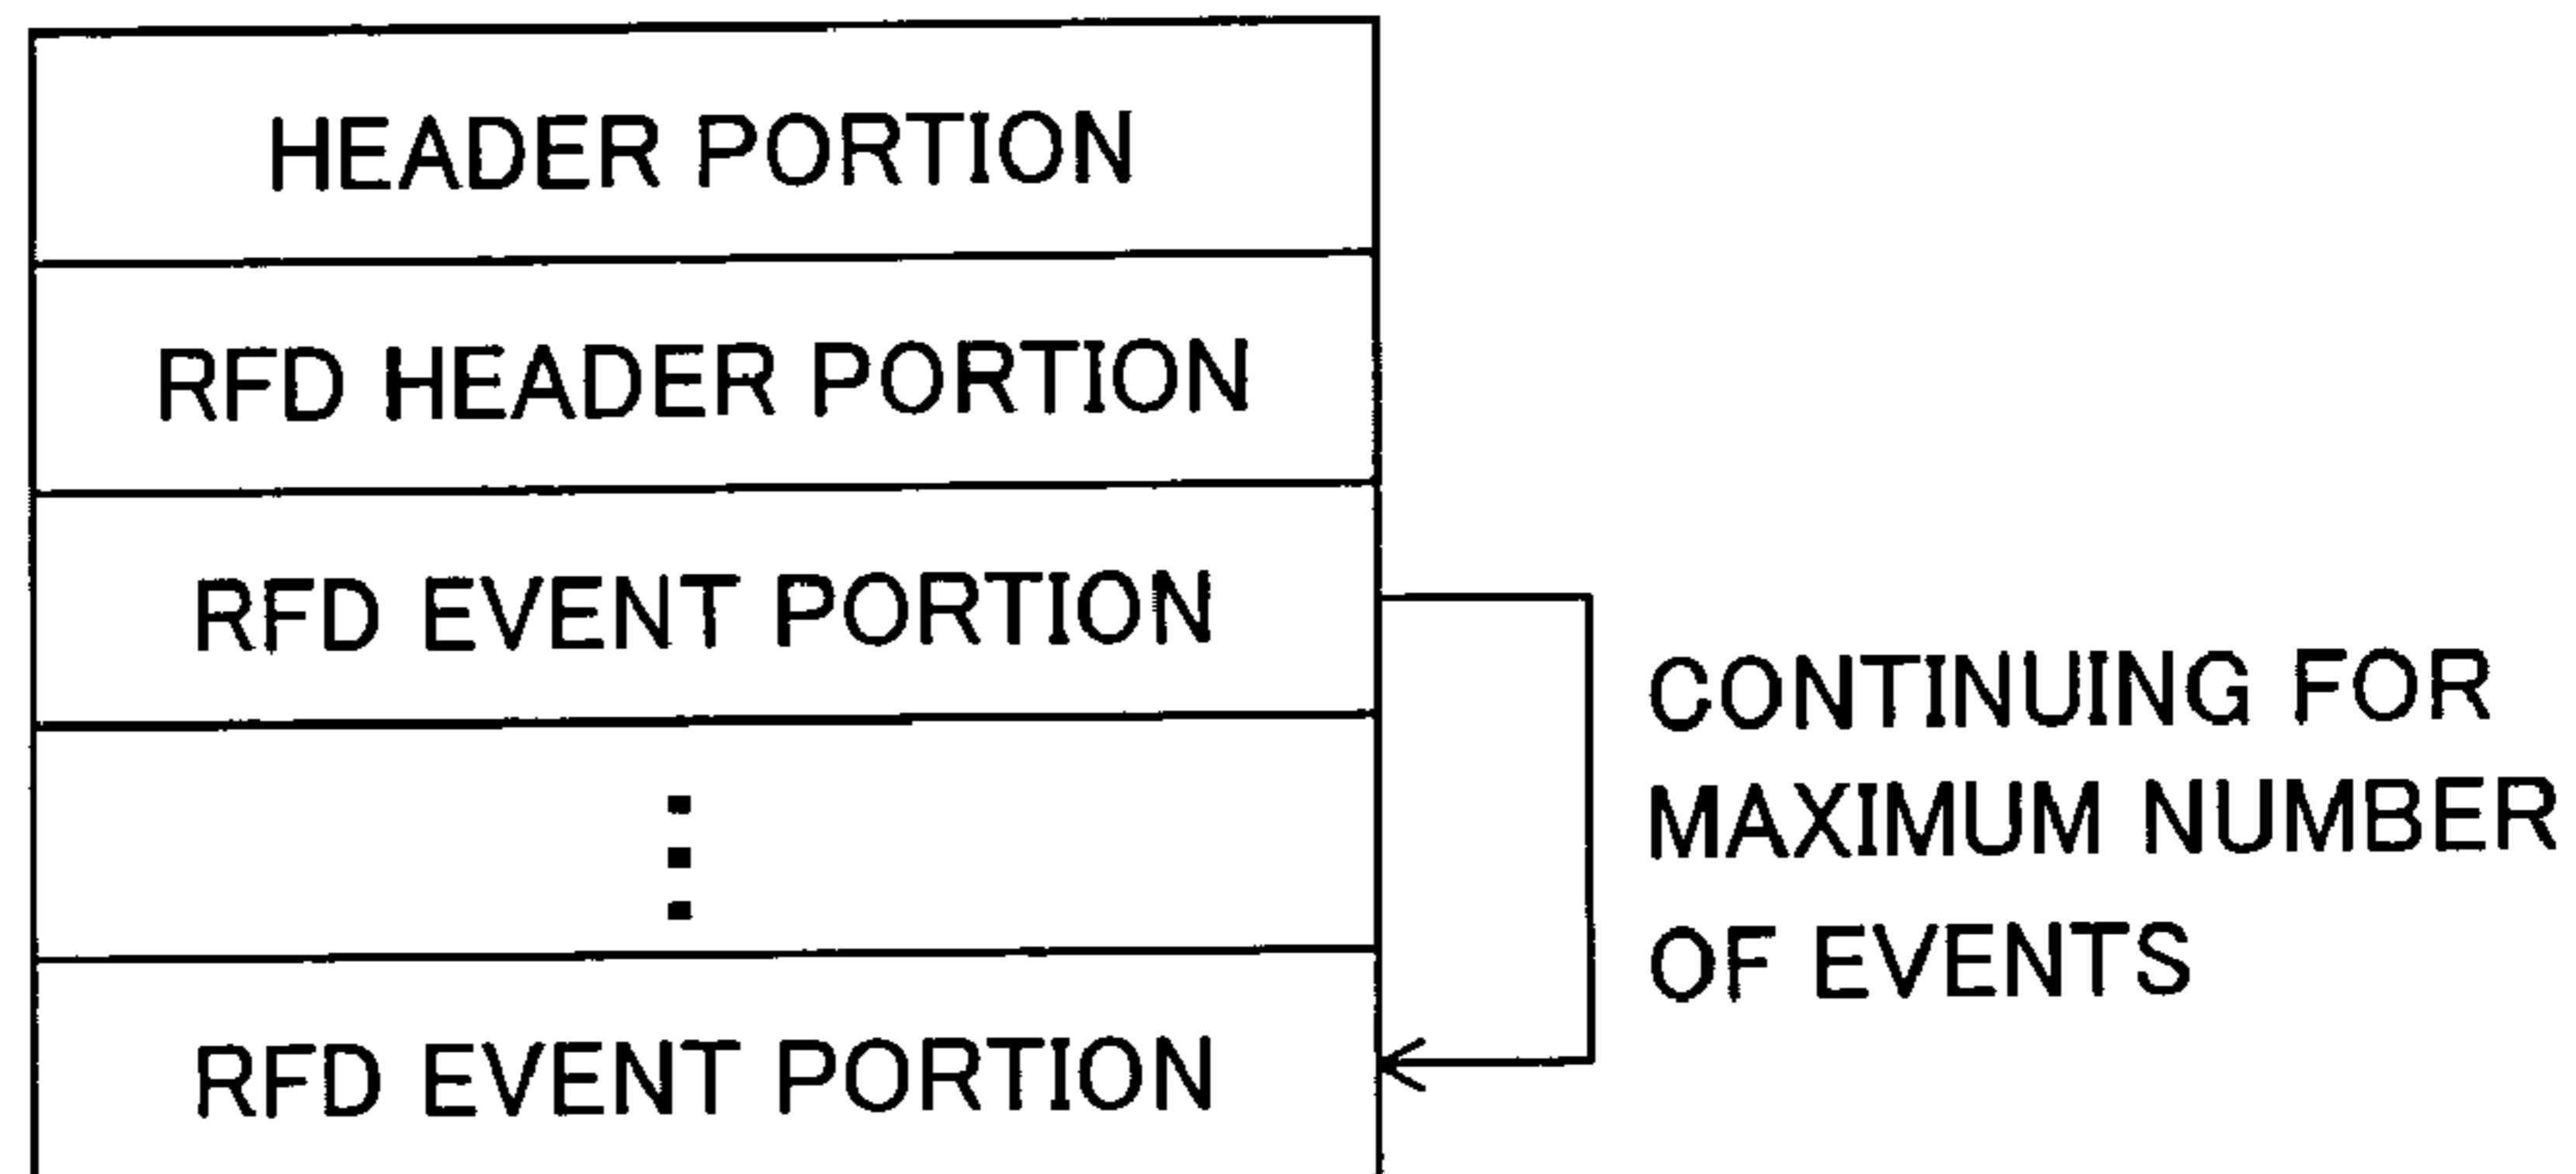 HEADER PORTION
RFD HEADER PORTION
RFD EVENT PORTION
RFD EVENT PORTION
CONTINUING FOR
MAXIMUM NUMBER
OF EVENTS